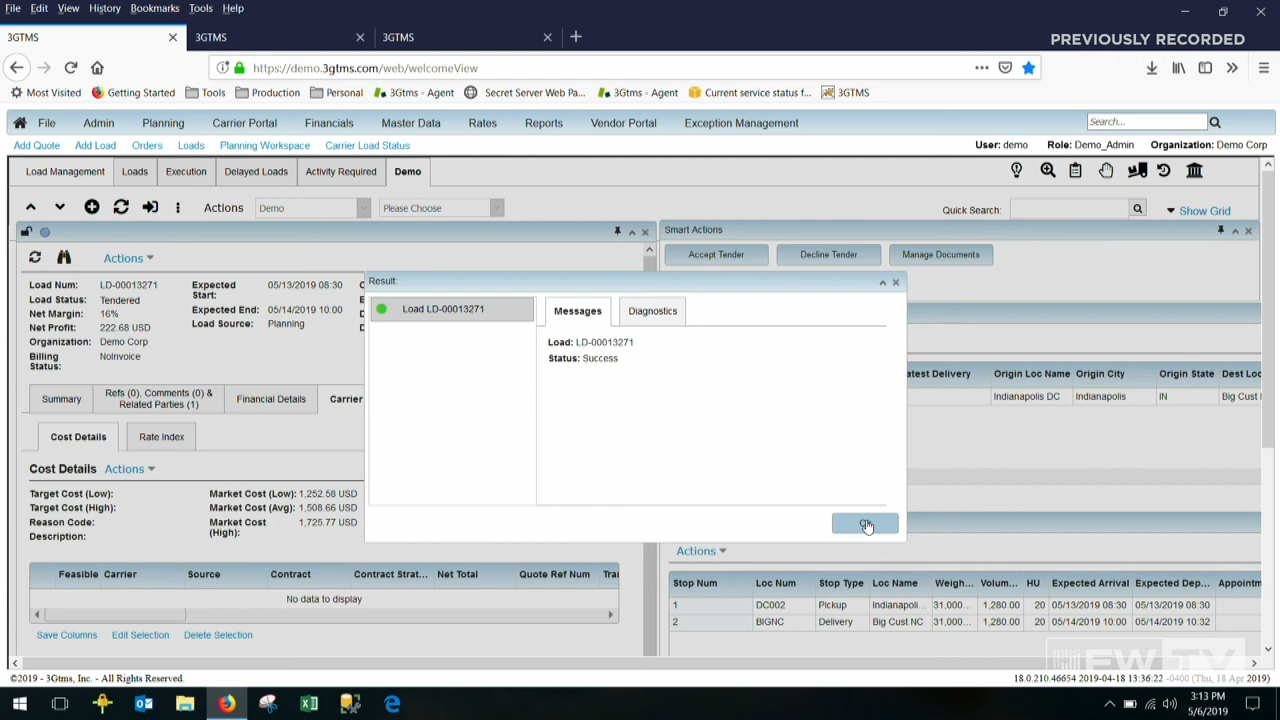 File Edit View History Bookmarks Tools Help
3GTMS
3GTMS
3GTMS
PREVIOUSLY RECORDED
https://demo.3gtms.com/web/welcomeView
Most Visited Getting Started Tools Production Personal 3Gtms - Agent Secret Server Web Pa... 3Gtms - Agent Current service status f... 3GTMS
File Admin Planning Carrier Portal Financials Master Data Rates Reports Vendor Portal Exception Management Search...
Add Quote Add Load Orders Loads Planning Workspace Carrier Load Status User: demo Role: Demo_Admin Organization: Demo Corp
Load Management Loads Execution Delayed Loads Activity Required Demo
Actions Demo Please Choose Quick Search: Show Grid
Smart Actions
Actions
Accept Tender Decline Tender Manage Documents
Load Num: LD-00013271
Load Status: Tendered
Net Margin: 16%
Net Profit: 222.68 USD
Organization: Demo Corp
Billing Status: NoInvoice
Expected Start: 05/13/2019 08:30
Expected End: 05/14/2019 10:00
Load Source: Planning
Result:
Load LD-00013271
Messages Diagnostics
Load: LD-00013271
Status: Success
atest Delivery Origin Loc Name Origin City Origin State Dest Loc
Indianapolis DC Indianapolis IN Big Cust
Summary Refs (0), Comments (0) & Related Parties (1) Financial Details Carrier
Cost Details Rate Index
Cost Details Actions
Target Cost (Low):
Target Cost (High):
Reason Code:
Description:
Market Cost (Low): 1,252.58 USD
Market Cost (Avg): 1,508.66 USD
Market Cost (High): 1,725.77 USD
Feasible Carrier Source Contract Contract Strat... Net Total Quote Ref Num
No data to display
Save Columns Edit Selection Delete Selection
Actions
Stop Num Loc Num Stop Type Loc Name Weigh... Volum... HU Expected Arrival Expected Dep... Appointm
1 DC002 Pickup Indianapoli... 31,000... 1,280.00 20 05/13/2019 08:30 05/13/2019 08:30
2 BIGNC Delivery Big Cust NC 31,000... 1,280.00 20 05/14/2019 10:00 05/14/2019 10:32
FWTV
©2019 - 3Gtms, Inc. - All Rights Reserved.
18.0.210.46654 2019-04-18 13:36:22 -0400 (Thu, 18 Apr 2019)
3:13 PM
5/6/2019